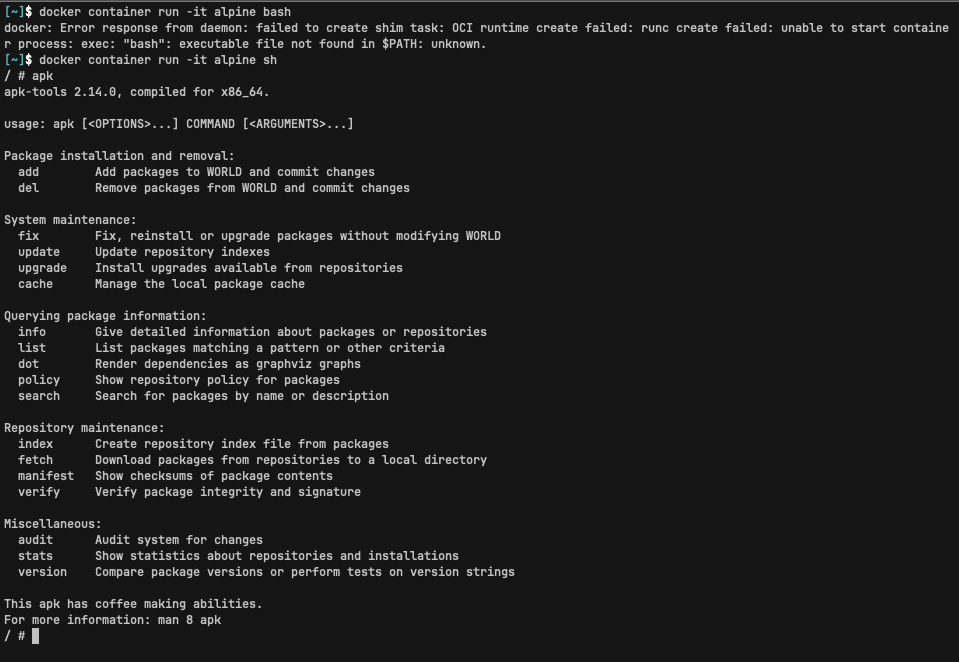 [~]$ docker container run -it alpine bash
docker: Error response from daemon: failed to create shim task: OCI runtime create failed: runc create failed: unable to start containe
r process: exec: "bash": executable file not found in $PATH: unknown.
[~]$ docker container run -it alpine sh
/ # apk
apk-tools 2.14.0, compiled for x86_64.

usage: apk [<OPTIONS>...] COMMAND [<ARGUMENTS>...]

Package installation and removal:
  add        Add packages to WORLD and commit changes
  del        Remove packages from WORLD and commit changes

System maintenance:
  fix        Fix, reinstall or upgrade packages without modifying WORLD
  update     Update repository indexes
  upgrade    Install upgrades available from repositories
  cache      Manage the local package cache

Querying package information:
  info       Give detailed information about packages or repositories
  list       List packages matching a pattern or other criteria
  dot        Render dependencies as graphviz graphs
  policy     Show repository policy for packages
  search     Search for packages by name or description

Repository maintenance:
  index      Create repository index file from packages
  fetch      Download packages from repositories to a local directory
  manifest   Show checksums of package contents
  verify     Verify package integrity and signature

Miscellaneous:
  audit      Audit system for changes
  stats      Show statistics about repositories and installations
  version    Compare package versions or perform tests on version strings

This apk has coffee making abilities.
For more information: man 8 apk
/ #